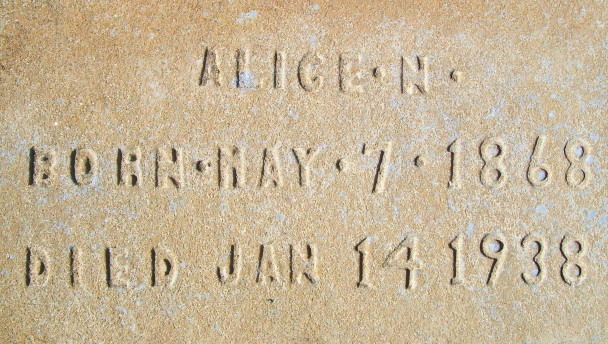 ALICE·N·
BORN·MAY·7·1868
DIED JAN 14 1938